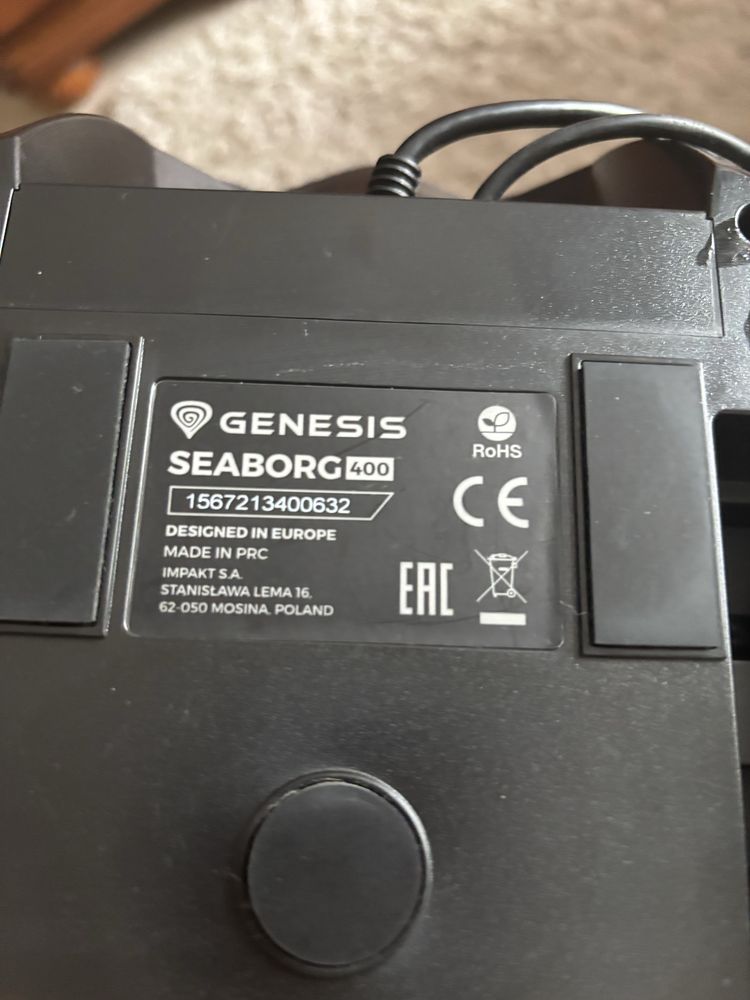 GENESIS
RoHS
SEABORG 400
1567213400632
CE
DESIGNED IN EUROPE
MADE IN PRC
IMPAKT S.A.
STANISŁAWA LEMA 16,
62-050 MOSINA, POLAND
EAC